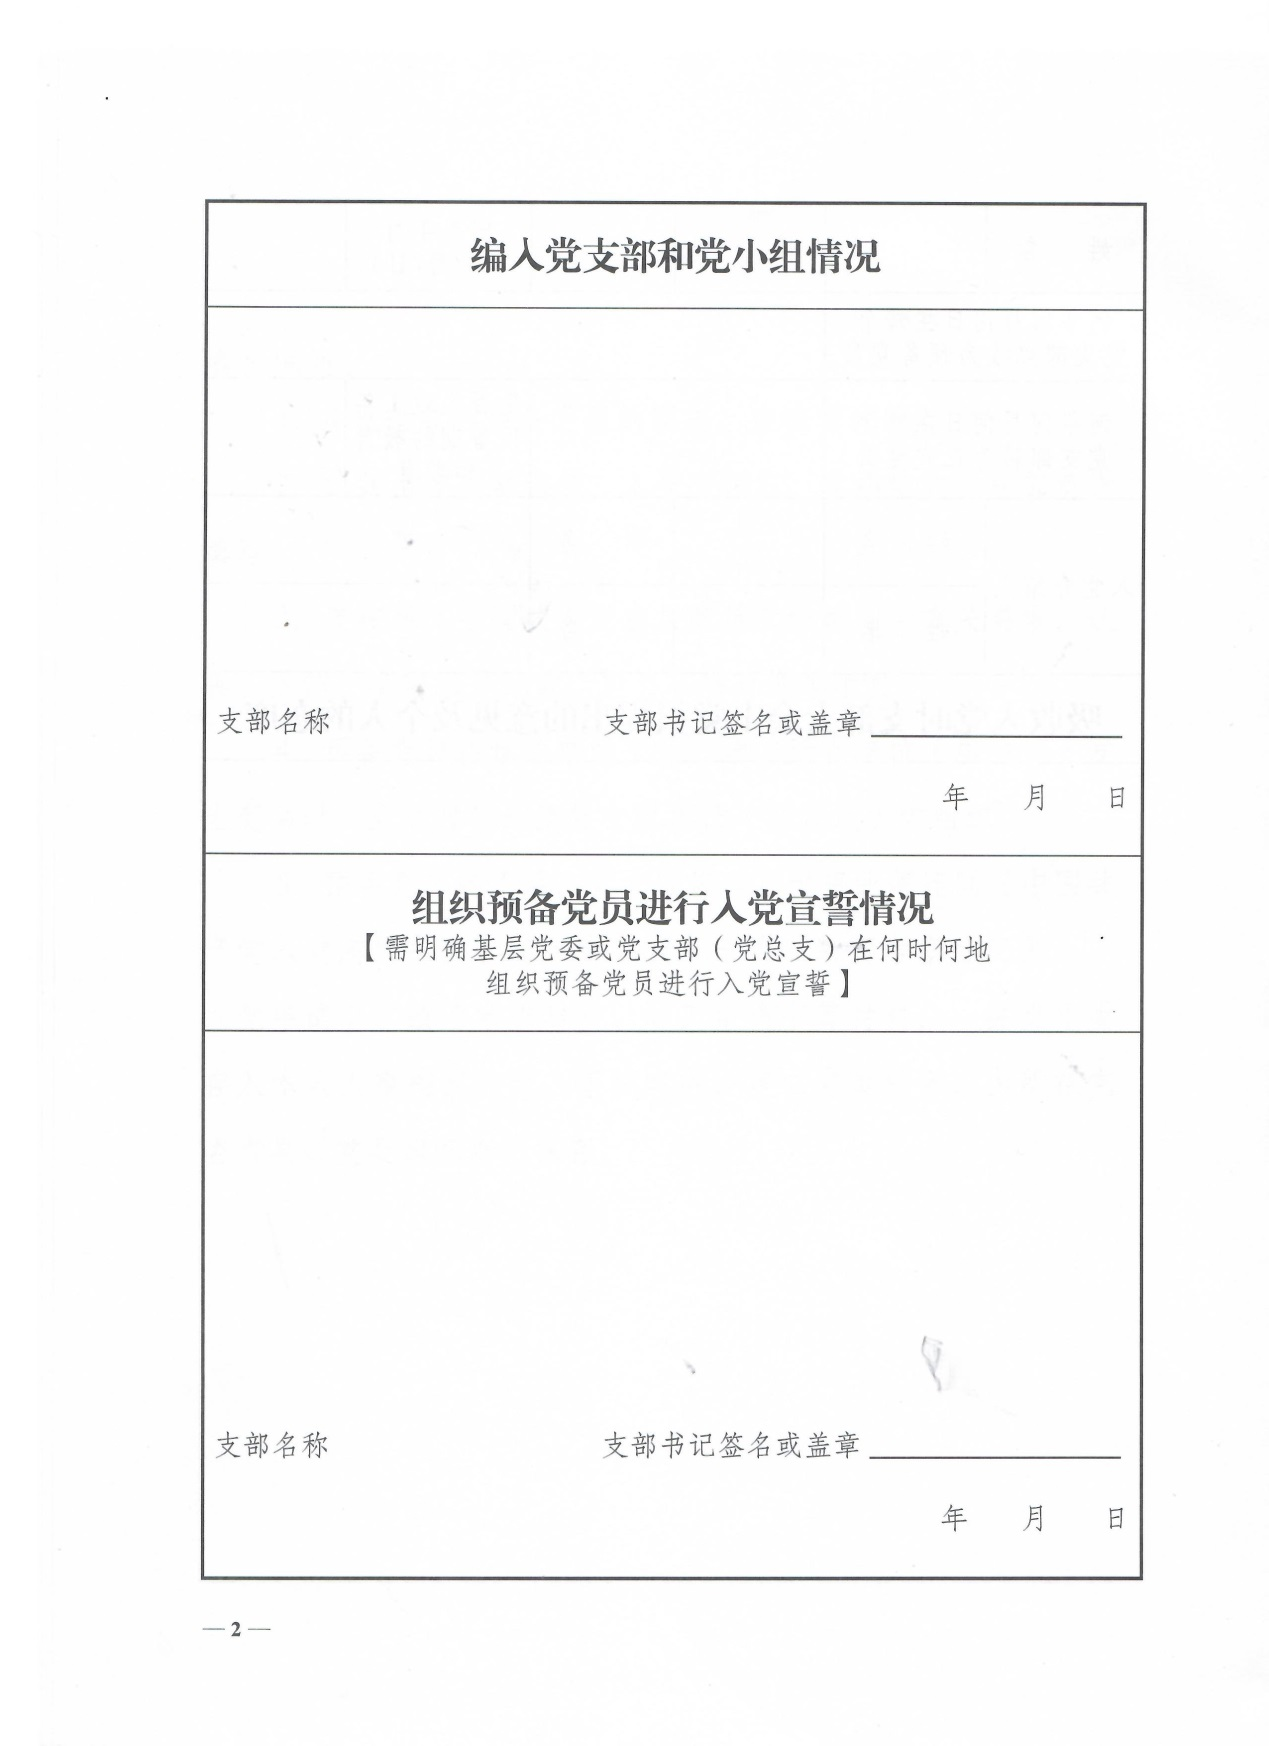 编入党支部和党小组情况
支部名称 支部书记签名或盖章
年 月 日
组织预备党员进行入党宣誓情况
【需明确基层党委或党支部（党总支）在何时何地
组织预备党员进行入党宣誓】
支部名称 支部书记签名或盖章
年 月 日
— 2 —